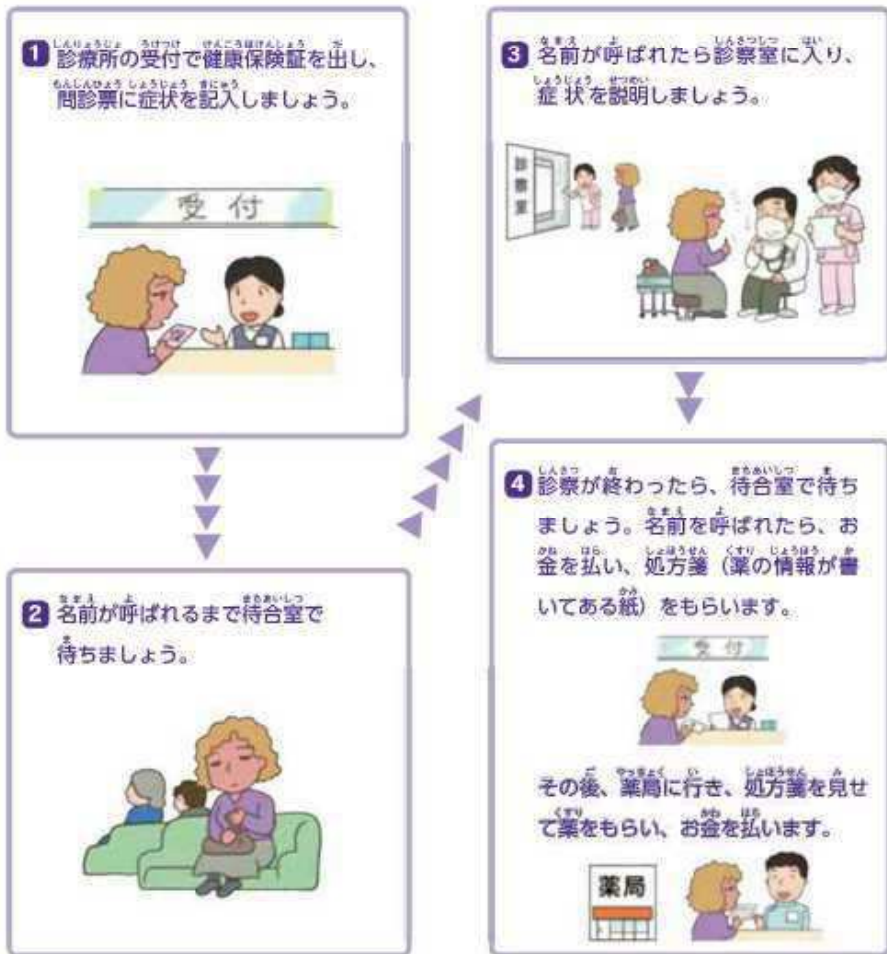 1 診療所の受付で健康保険証を出し、
問診票に症状を記入しましょう。
受付
2 名前が呼ばれるまで待合室で
待ちましょう。
3 名前が呼ばれたら診察室に入り、
症状を説明しましょう。
診察室
4 診察が終わったら、待合室で待ち
ましょう。名前を呼ばれたら、お
金を払い、処方箋（薬の情報が書
いてある紙）をもらいます。
受付
その後、薬局に行き、処方箋を見せ
て薬をもらい、お金を払います。
薬局